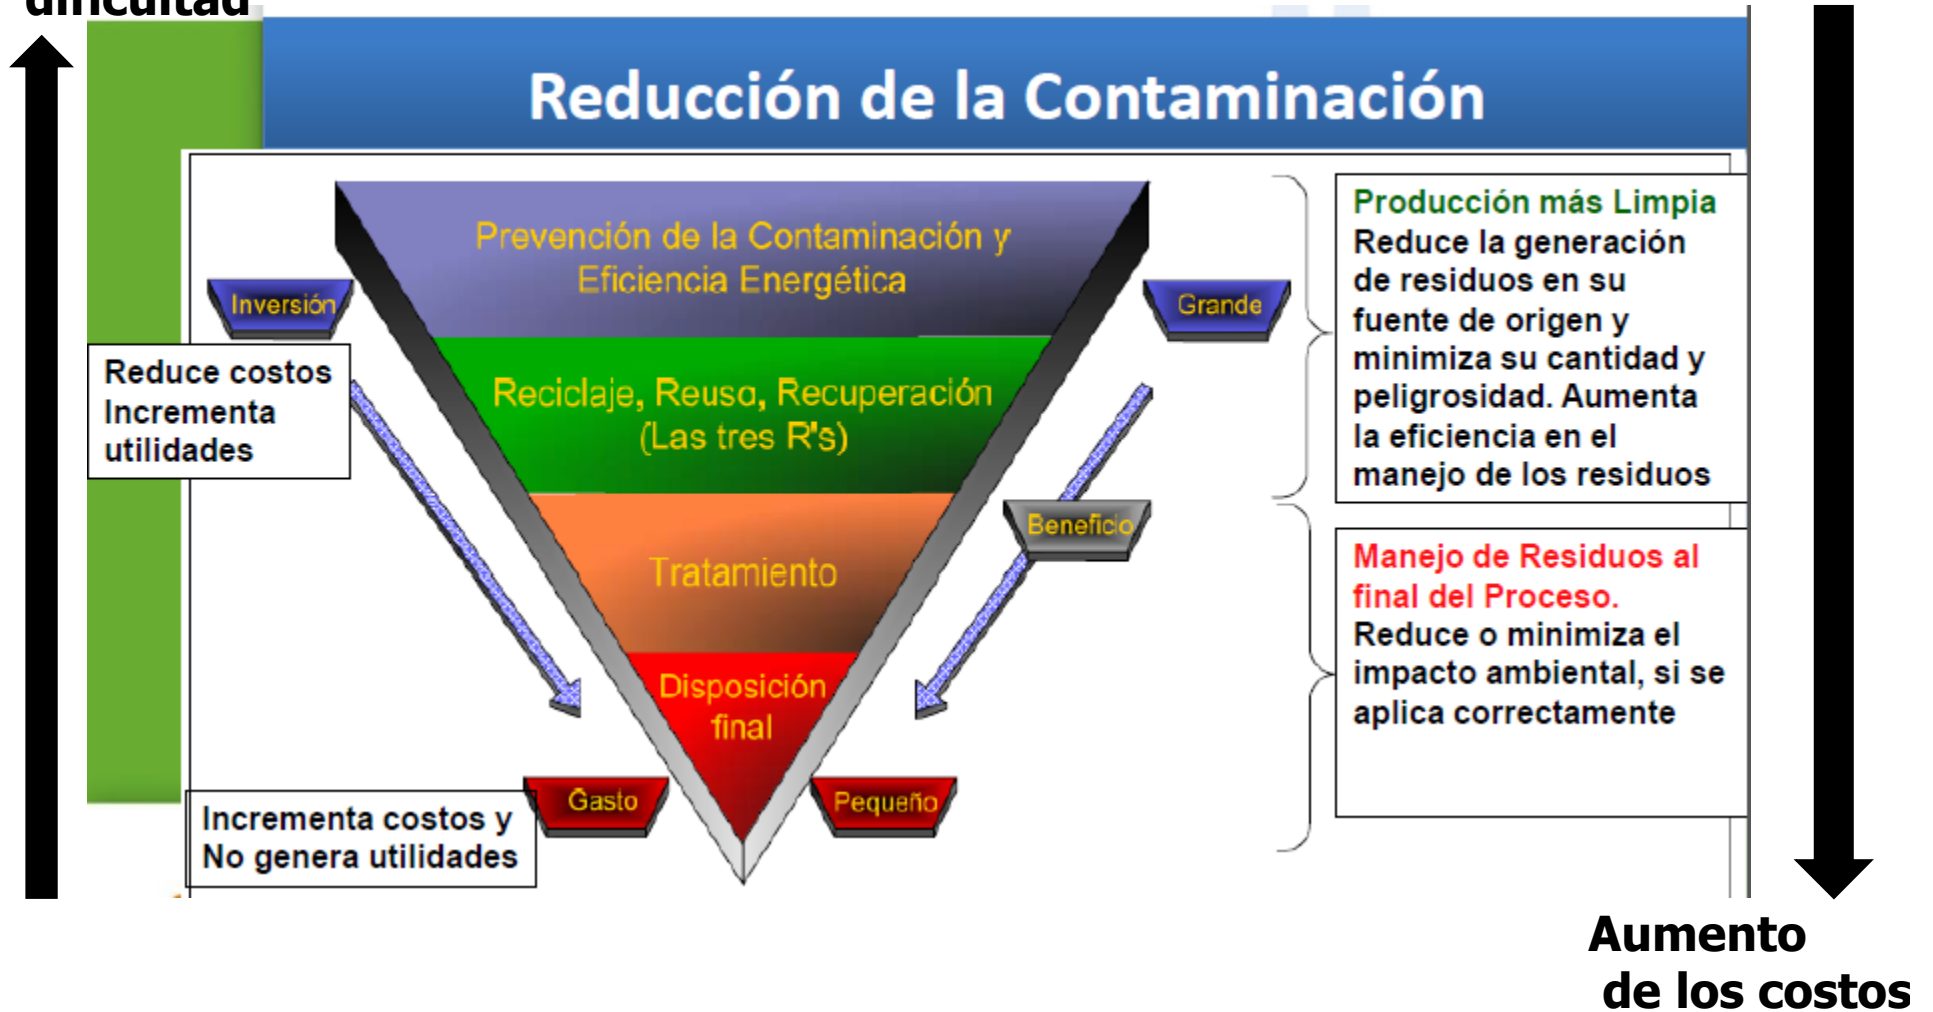 dificultad
Reducción de la Contaminación
Prevención de la Contaminación y
Eficiencia Energética
Inversión
Grande
Reduce costos
Incrementa
utilidades
Reciclaje, Reuso, Recuperación
(Las tres R's)
Beneficio
Tratamiento
Disposición
final
Gasto
Pequeño
Incrementa costos y
No genera utilidades
Producción más Limpia
Reduce la generación
de residuos en su
fuente de origen y
minimiza su cantidad y
peligrosidad. Aumenta
la eficiencia en el
manejo de los residuos
Manejo de Residuos al
final del Proceso.
Reduce o minimiza el
impacto ambiental, si se
aplica correctamente
Aumento
de los costos